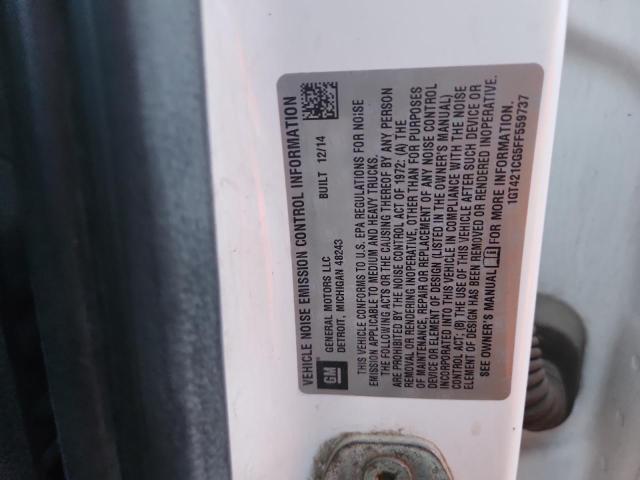 VEHICLE NOISE EMISSION CONTROL INFORMATION
GM
GENERAL MOTORS LLC
DETROIT, MICHIGAN 48243
BUILT 12/14
THIS VEHICLE CONFORMS TO U.S. EPA REGULATIONS FOR NOISE
EMISSION APPLICABLE TO MEDIUM AND HEAVY TRUCKS.
THE FOLLOWING ACTS OR THE CAUSING THEREOF BY ANY PERSON
ARE PROHIBITED BY THE NOISE CONTROL ACT OF 1972: (A) THE
REMOVAL OR RENDERING INOPERATIVE, OTHER THAN FOR PURPOSES
OF MAINTENANCE, REPAIR OR REPLACEMENT OF ANY NOISE CONTROL
DEVICE OR ELEMENT OF DESIGN (LISTED IN THE OWNER'S MANUAL)
INCORPORATED INTO THIS VEHICLE IN COMPLIANCE WITH THE NOISE
CONTROL ACT: (B) THE USE OF THIS VEHICLE AFTER SUCH DEVICE OR
ELEMENT OF DESIGN HAS BEEN REMOVED OR RENDERED INOPERATIVE.
SEE OWNER'S MANUAL FOR MORE INFORMATION
1GT421CG5FF559737